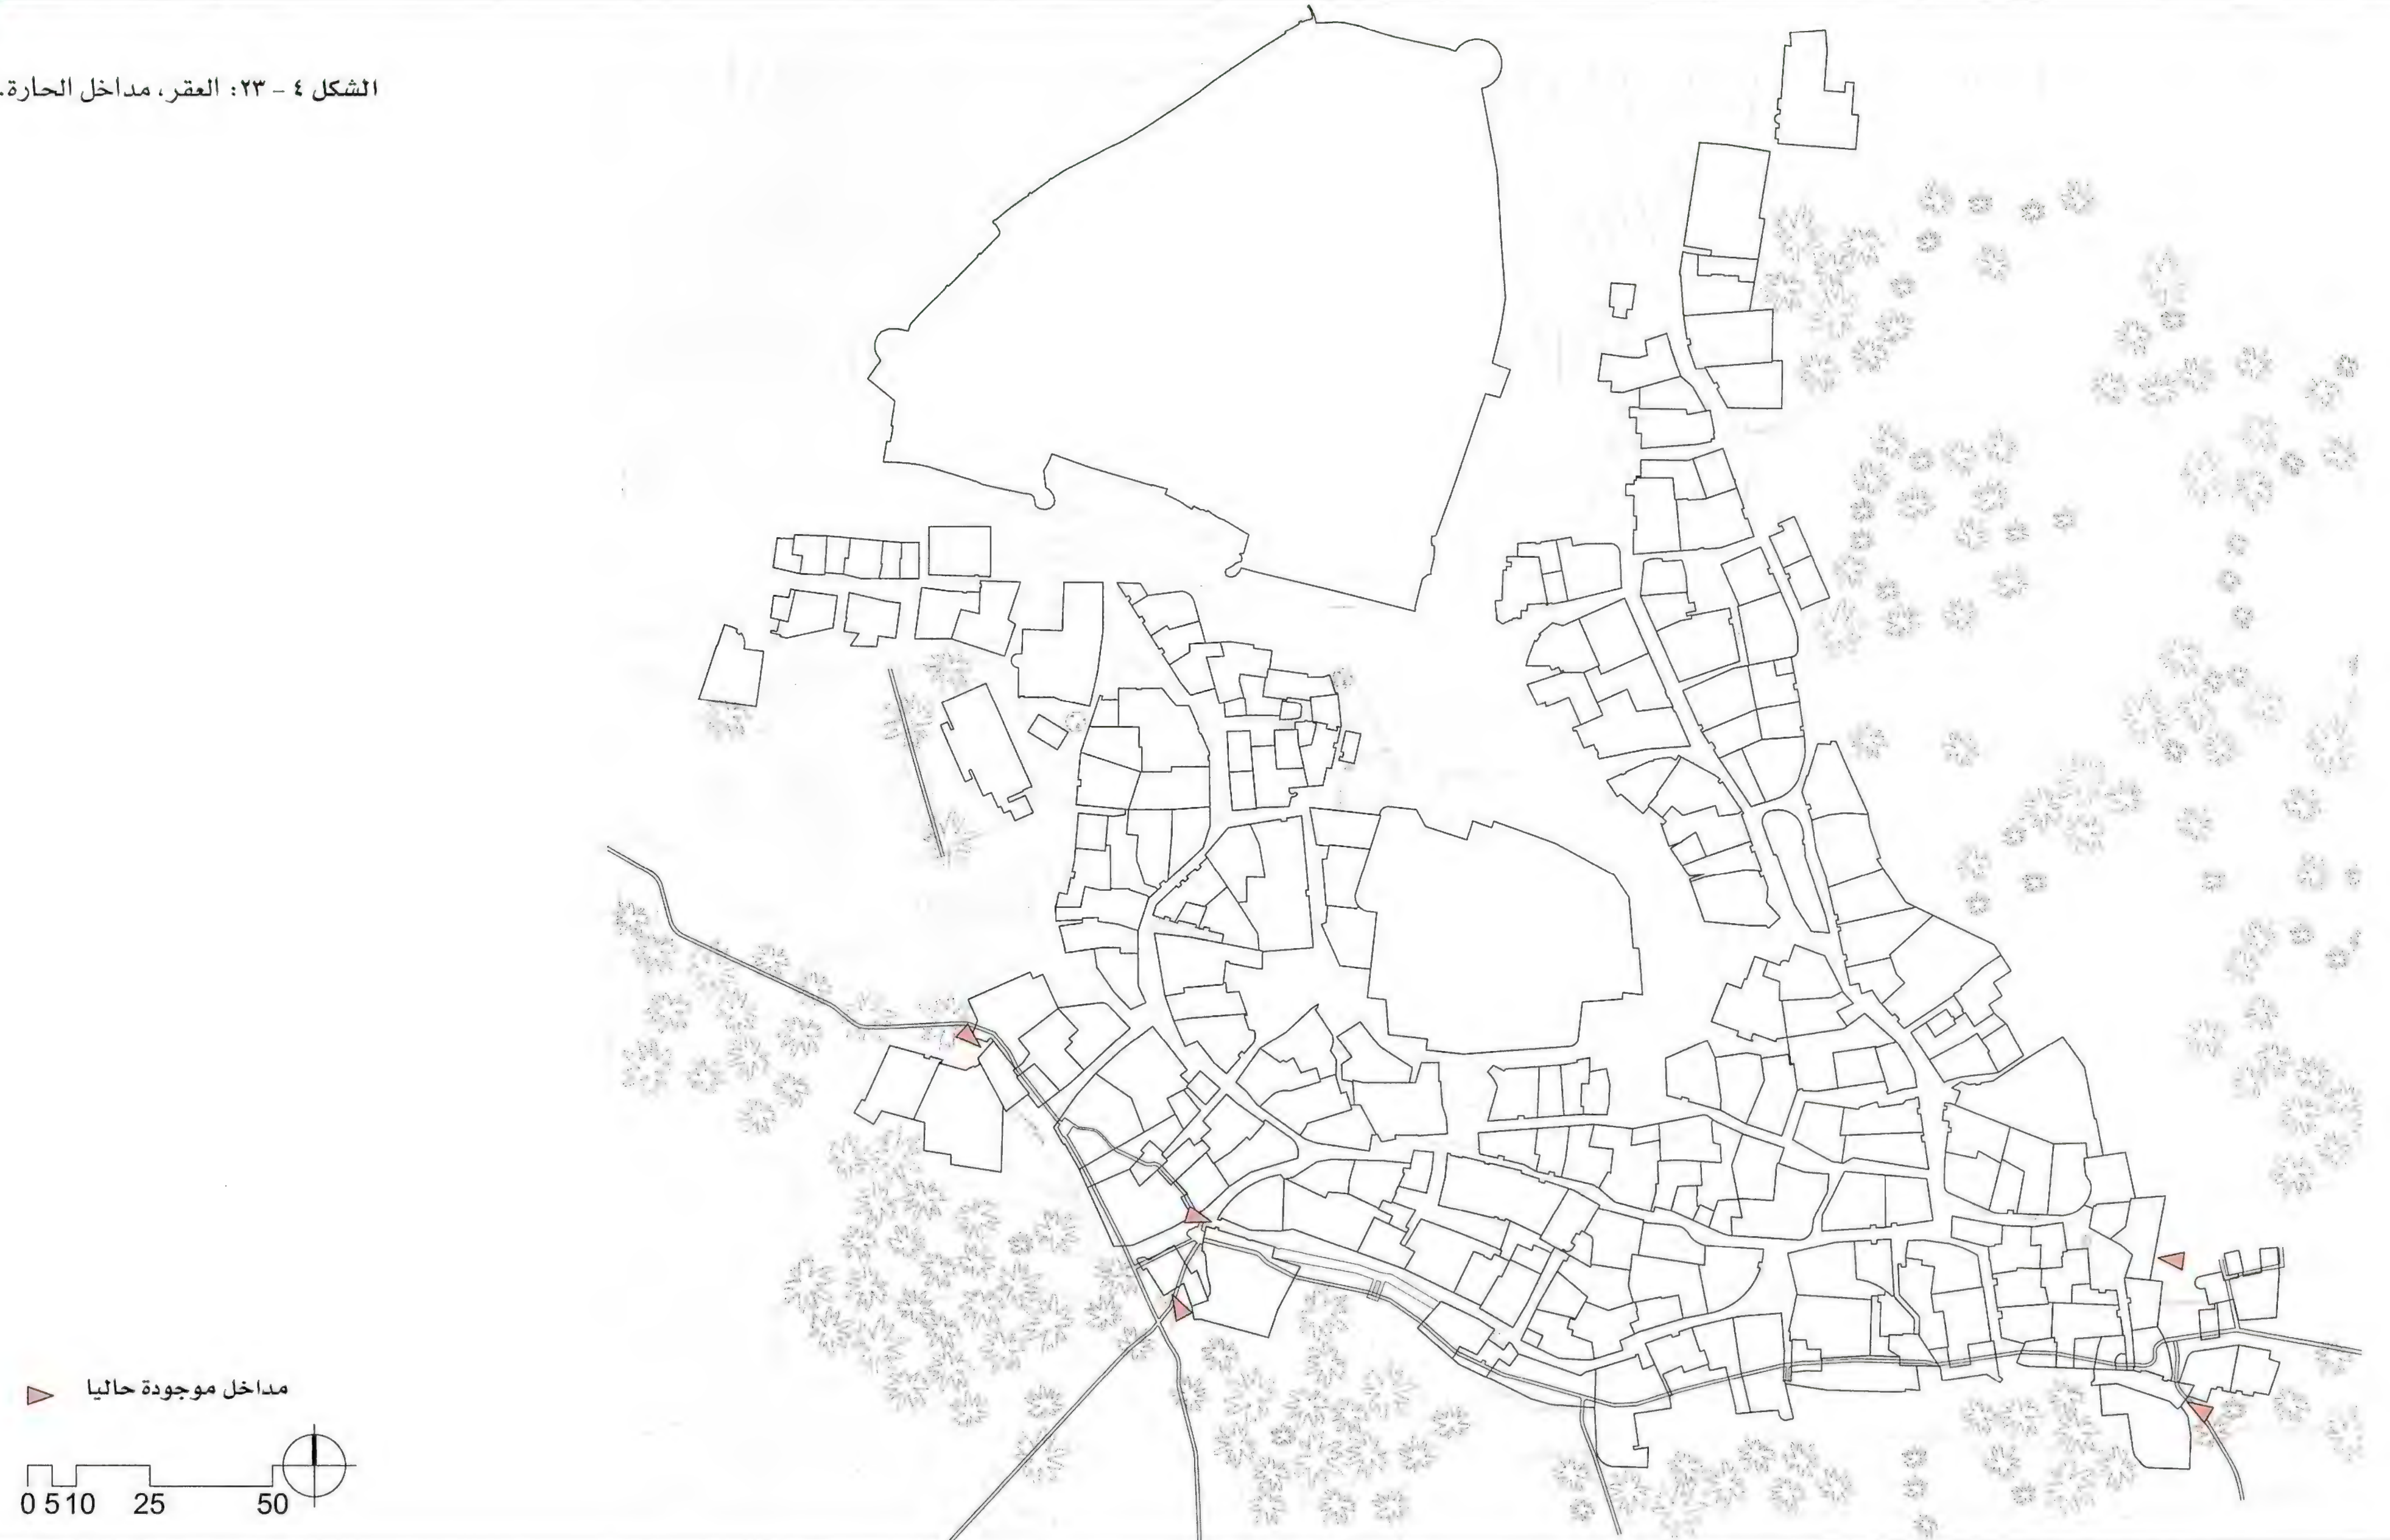 الشكل ٤ - ٢٣: العقر، مداخل الحارة.
مداخل موجودة حاليا
0 5 10 25 50